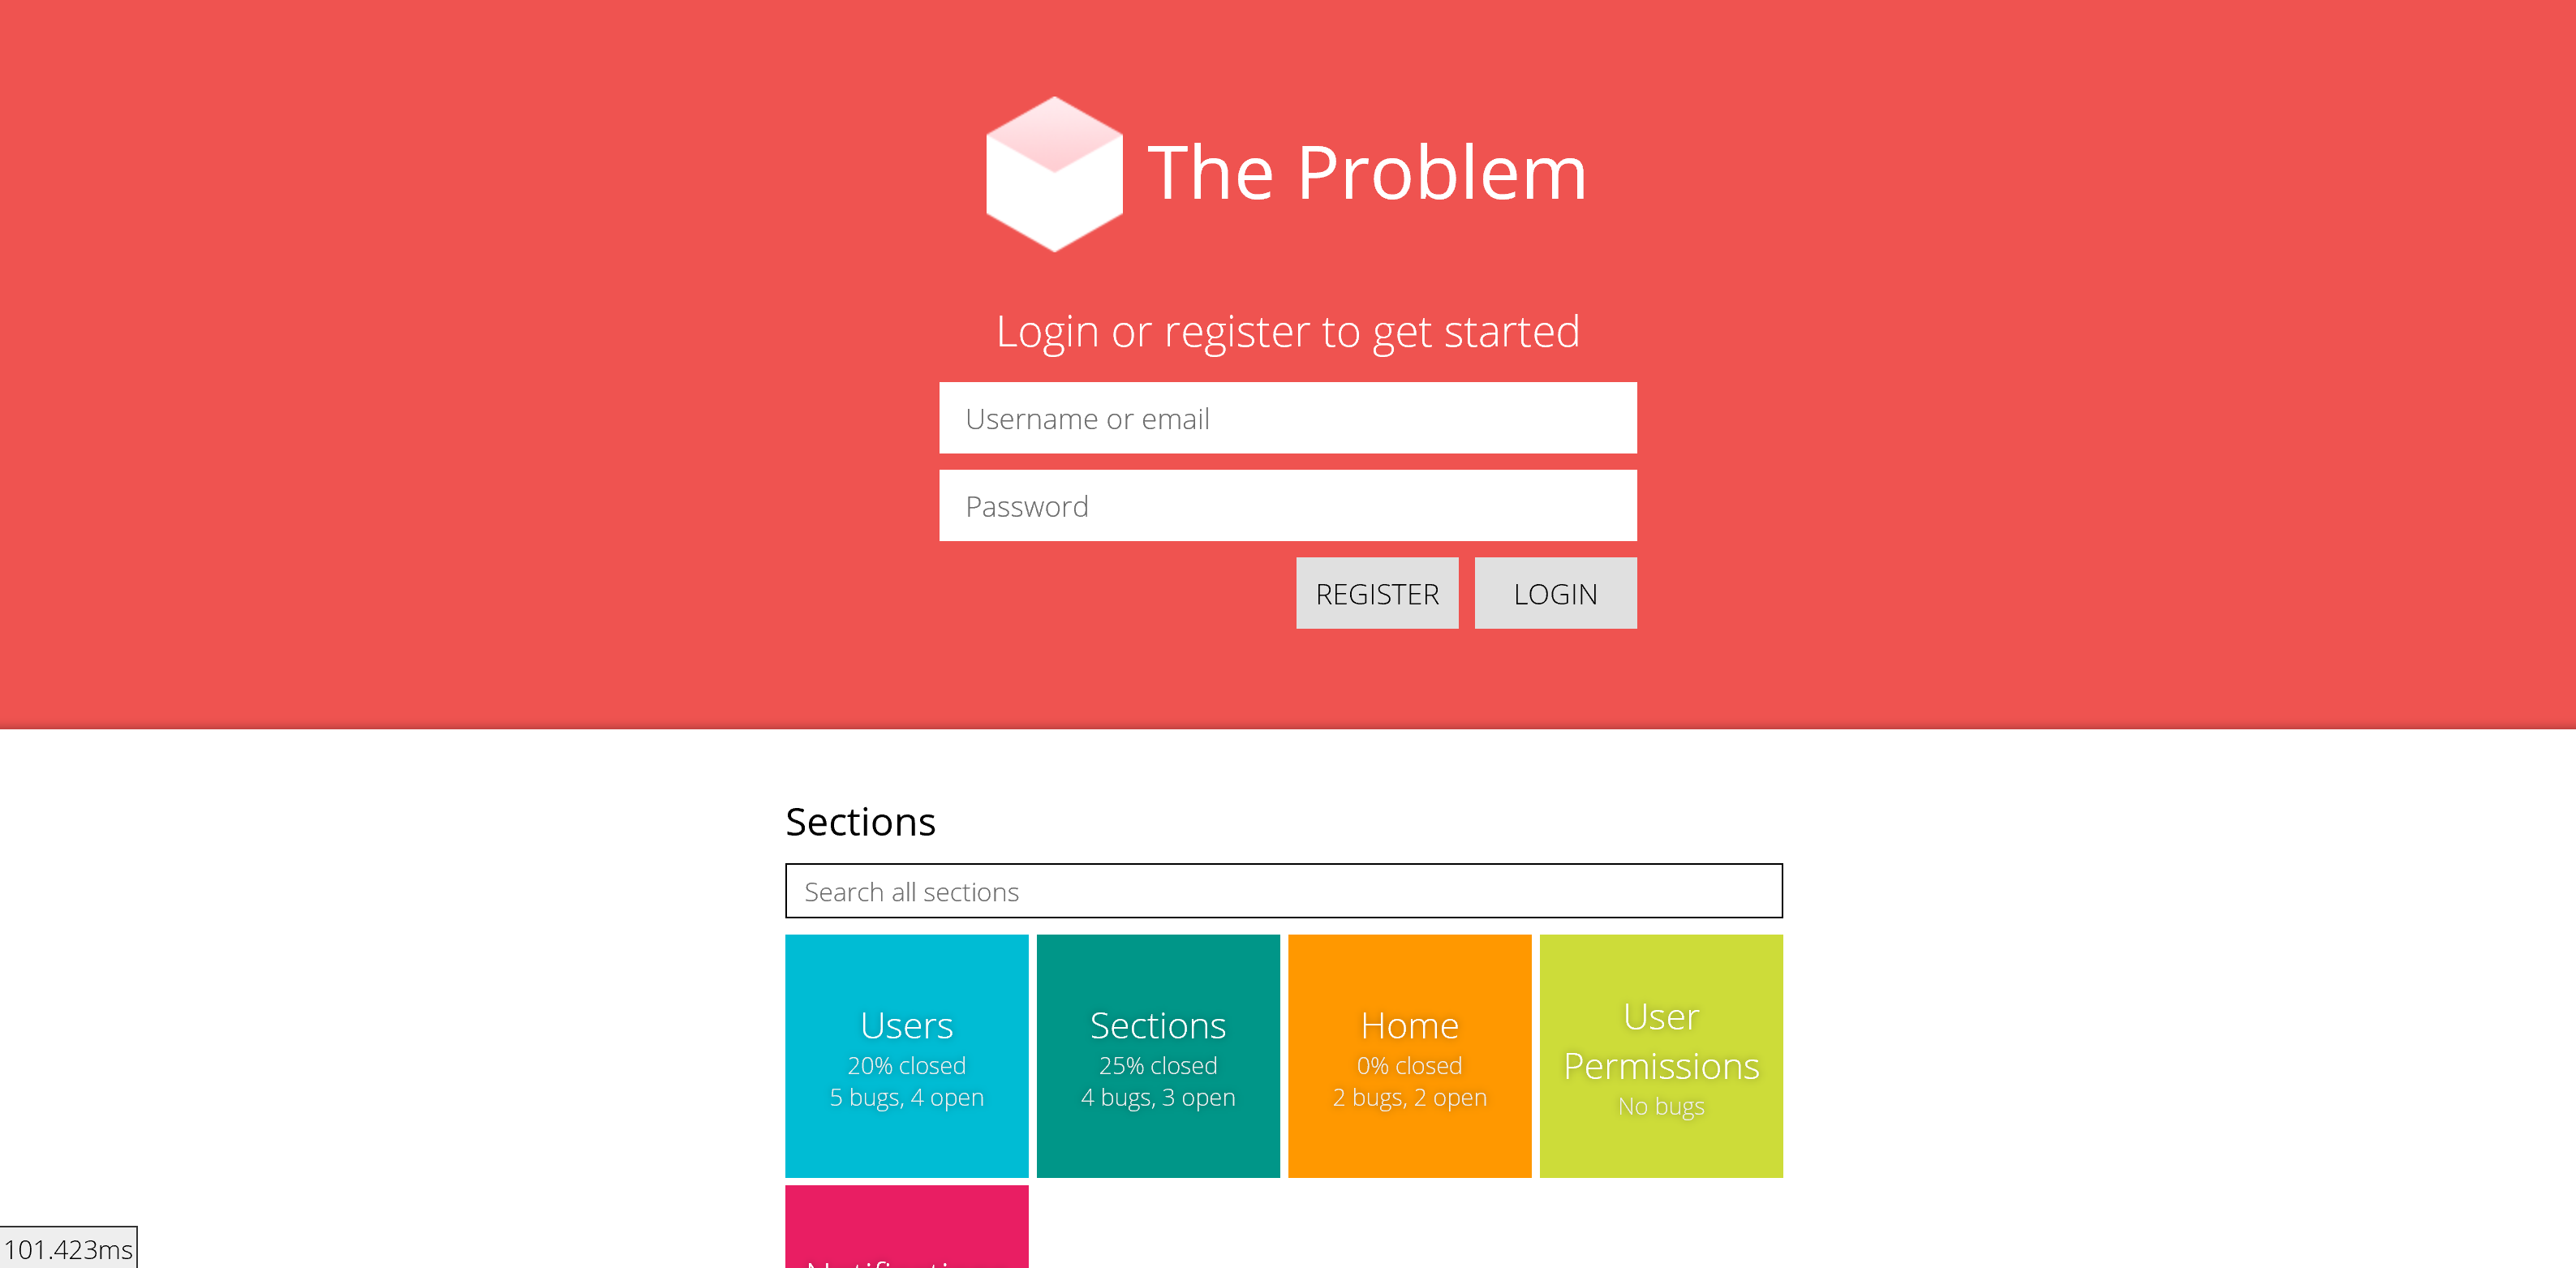 The Problem
Login or register to get started
Username or email
Password
REGISTER
LOGIN
Sections
Search all sections
Users
20% closed
5 bugs, 4 open
Sections
25% closed
4 bugs, 3 open
Home
0% closed
2 bugs, 2 open
User
Permissions
No bugs
101.423ms